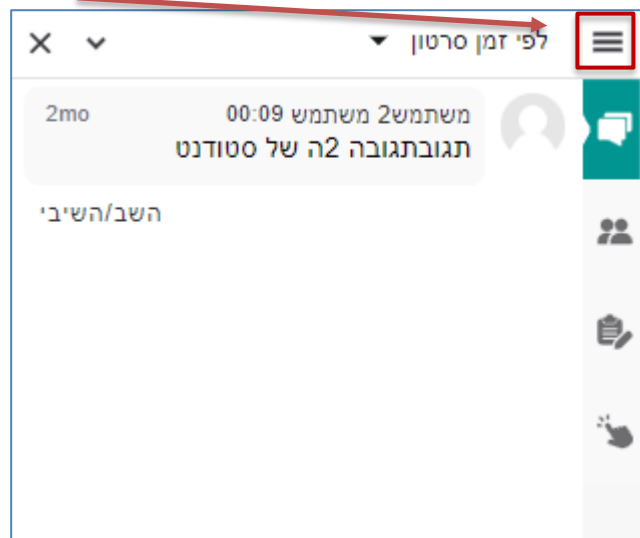 לפי זמן סרטון
משתמש2 משתמש 00:09 2mo
תגובתגובה 2ה של סטודנט
השב/השיבי